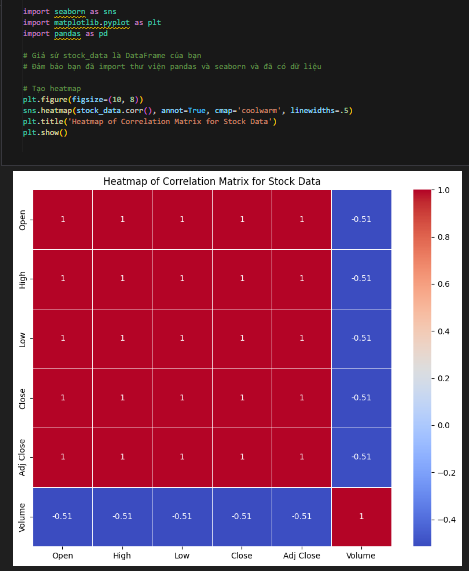 import seaborn as sns
import matplotlib.pyplot as plt
import pandas as pd
# Giả sử stock_data là DataFrame của bạn
# Đảm bảo bạn đã import thư viện pandas và seaborn và đã có dữ liệu
# Tạo heatmap
plt.figure(figsize=(10, 8))
sns.heatmap(stock_data.corr(), annot=True, cmap='coolwarm', linewidths=.5)
plt.title('Heatmap of Correlation Matrix for Stock Data')
plt.show()
Heatmap of Correlation Matrix for Stock Data
Open 1 1 1 1 1 -0.51
High 1 1 1 1 1 -0.51
Low 1 1 1 1 1 -0.51
Close 1 1 1 1 1 -0.51
Adj Close 1 1 1 1 1 -0.51
Volume -0.51 -0.51 -0.51 -0.51 -0.51 1
Open High Low Close Adj Close Volume
1.0
0.8
0.6
0.4
0.2
0.0
−0.2
−0.4